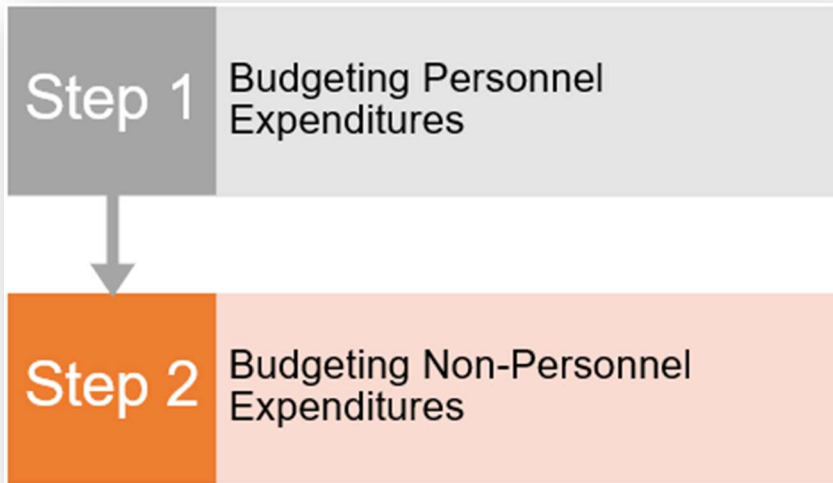 Step 1
Budgeting Personnel
Expenditures
Step 2
Budgeting Non-Personnel
Expenditures